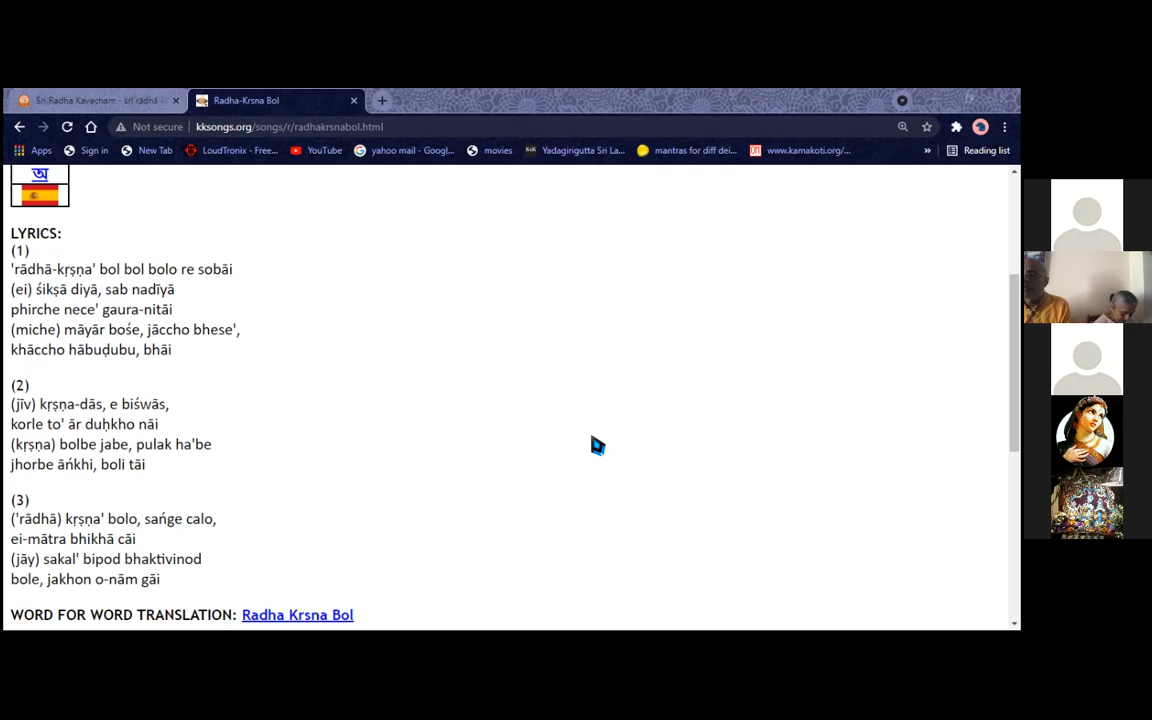 Sri Radha Kavacham - srī rādhā -
Radha-Krsna Bol
Not secure
kksongs.org/songs/r/radhakrsnabol.html
Apps
Sign in
New Tab
LoudTronix - Free...
YouTube
yahoo mail - Googl...
movies
Yadagirigutta Sri La...
mantras for diff dei...
www.kamakoti.org/...
»
Reading list
অ
LYRICS:
(1)
'rādhā-kṛṣṇa' bol bol bolo re sobāi
(ei) śikṣā diyā, sab nadīyā
phirche nece' gaura-nitāi
(miche) māyār bośe, jāccho bhese',
khāccho hābuḍubu, bhāi
(2)
(jīv) kṛṣṇa-dās, e biśwās,
korle to' ār duḥkho nāi
(kṛṣṇa) bolbe jabe, pulak ha'be
jhorbe āńkhi, boli tāi
(3)
('rādhā) kṛṣṇa' bolo, sańge calo,
ei-mātra bhikhā cāi
(jāy) sakal' bipod bhaktivinod
bole, jakhon o-nām gāi
WORD FOR WORD TRANSLATION: Radha Krsna Bol